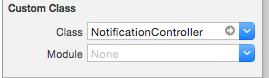 Custom Class
Class NotificationController
Module None